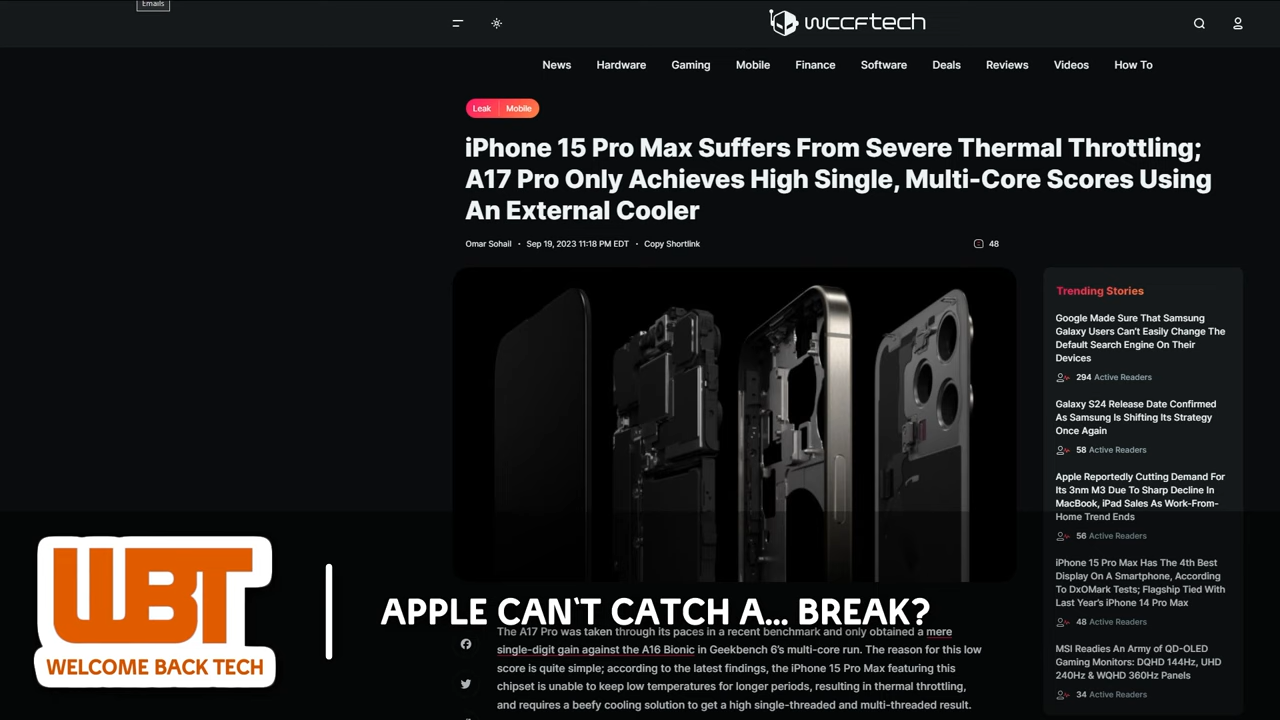 Emails
wccftech
News Hardware Gaming Mobile Finance Software Deals Reviews Videos How To
Leak Mobile
iPhone 15 Pro Max Suffers From Severe Thermal Throttling;
A17 Pro Only Achieves High Single, Multi-Core Scores Using
An External Cooler
Omar Sohail • Sep 19, 2023 11:18 PM EDT • Copy Shortlink
48
Trending Stories
Google Made Sure That Samsung
Galaxy Users Can't Easily Change The
Default Search Engine On Their
Devices
294 Active Readers
Galaxy S24 Release Date Confirmed
As Samsung Is Shifting Its Strategy
Once Again
58 Active Readers
Apple Reportedly Cutting Demand For
Its 3nm M3 Due To Sharp Decline In
MacBook, iPad Sales As Work-From-
Home Trend Ends
56 Active Readers
iPhone 15 Pro Max Has The 4th Best
Display On A Smartphone, According
To DxOMark Tests; Flagship Tied With
Last Year's iPhone 14 Pro Max
48 Active Readers
MSI Readies An Army of QD-OLED
Gaming Monitors: DQHD 144Hz, UHD
240Hz & WQHD 360Hz Panels
34 Active Readers
WBT
WELCOME BACK TECH
APPLE CAN'T CATCH A... BREAK?
The A17 Pro was taken through its paces in a recent benchmark and only obtained a mere
single-digit gain against the A16 Bionic in Geekbench 6's multi-core run. The reason for this low
score is quite simple; according to the latest findings, the iPhone 15 Pro Max featuring this
chipset is unable to keep low temperatures for longer periods, resulting in thermal throttling,
and requires a beefy cooling solution to get a high single-threaded and multi-threaded result.